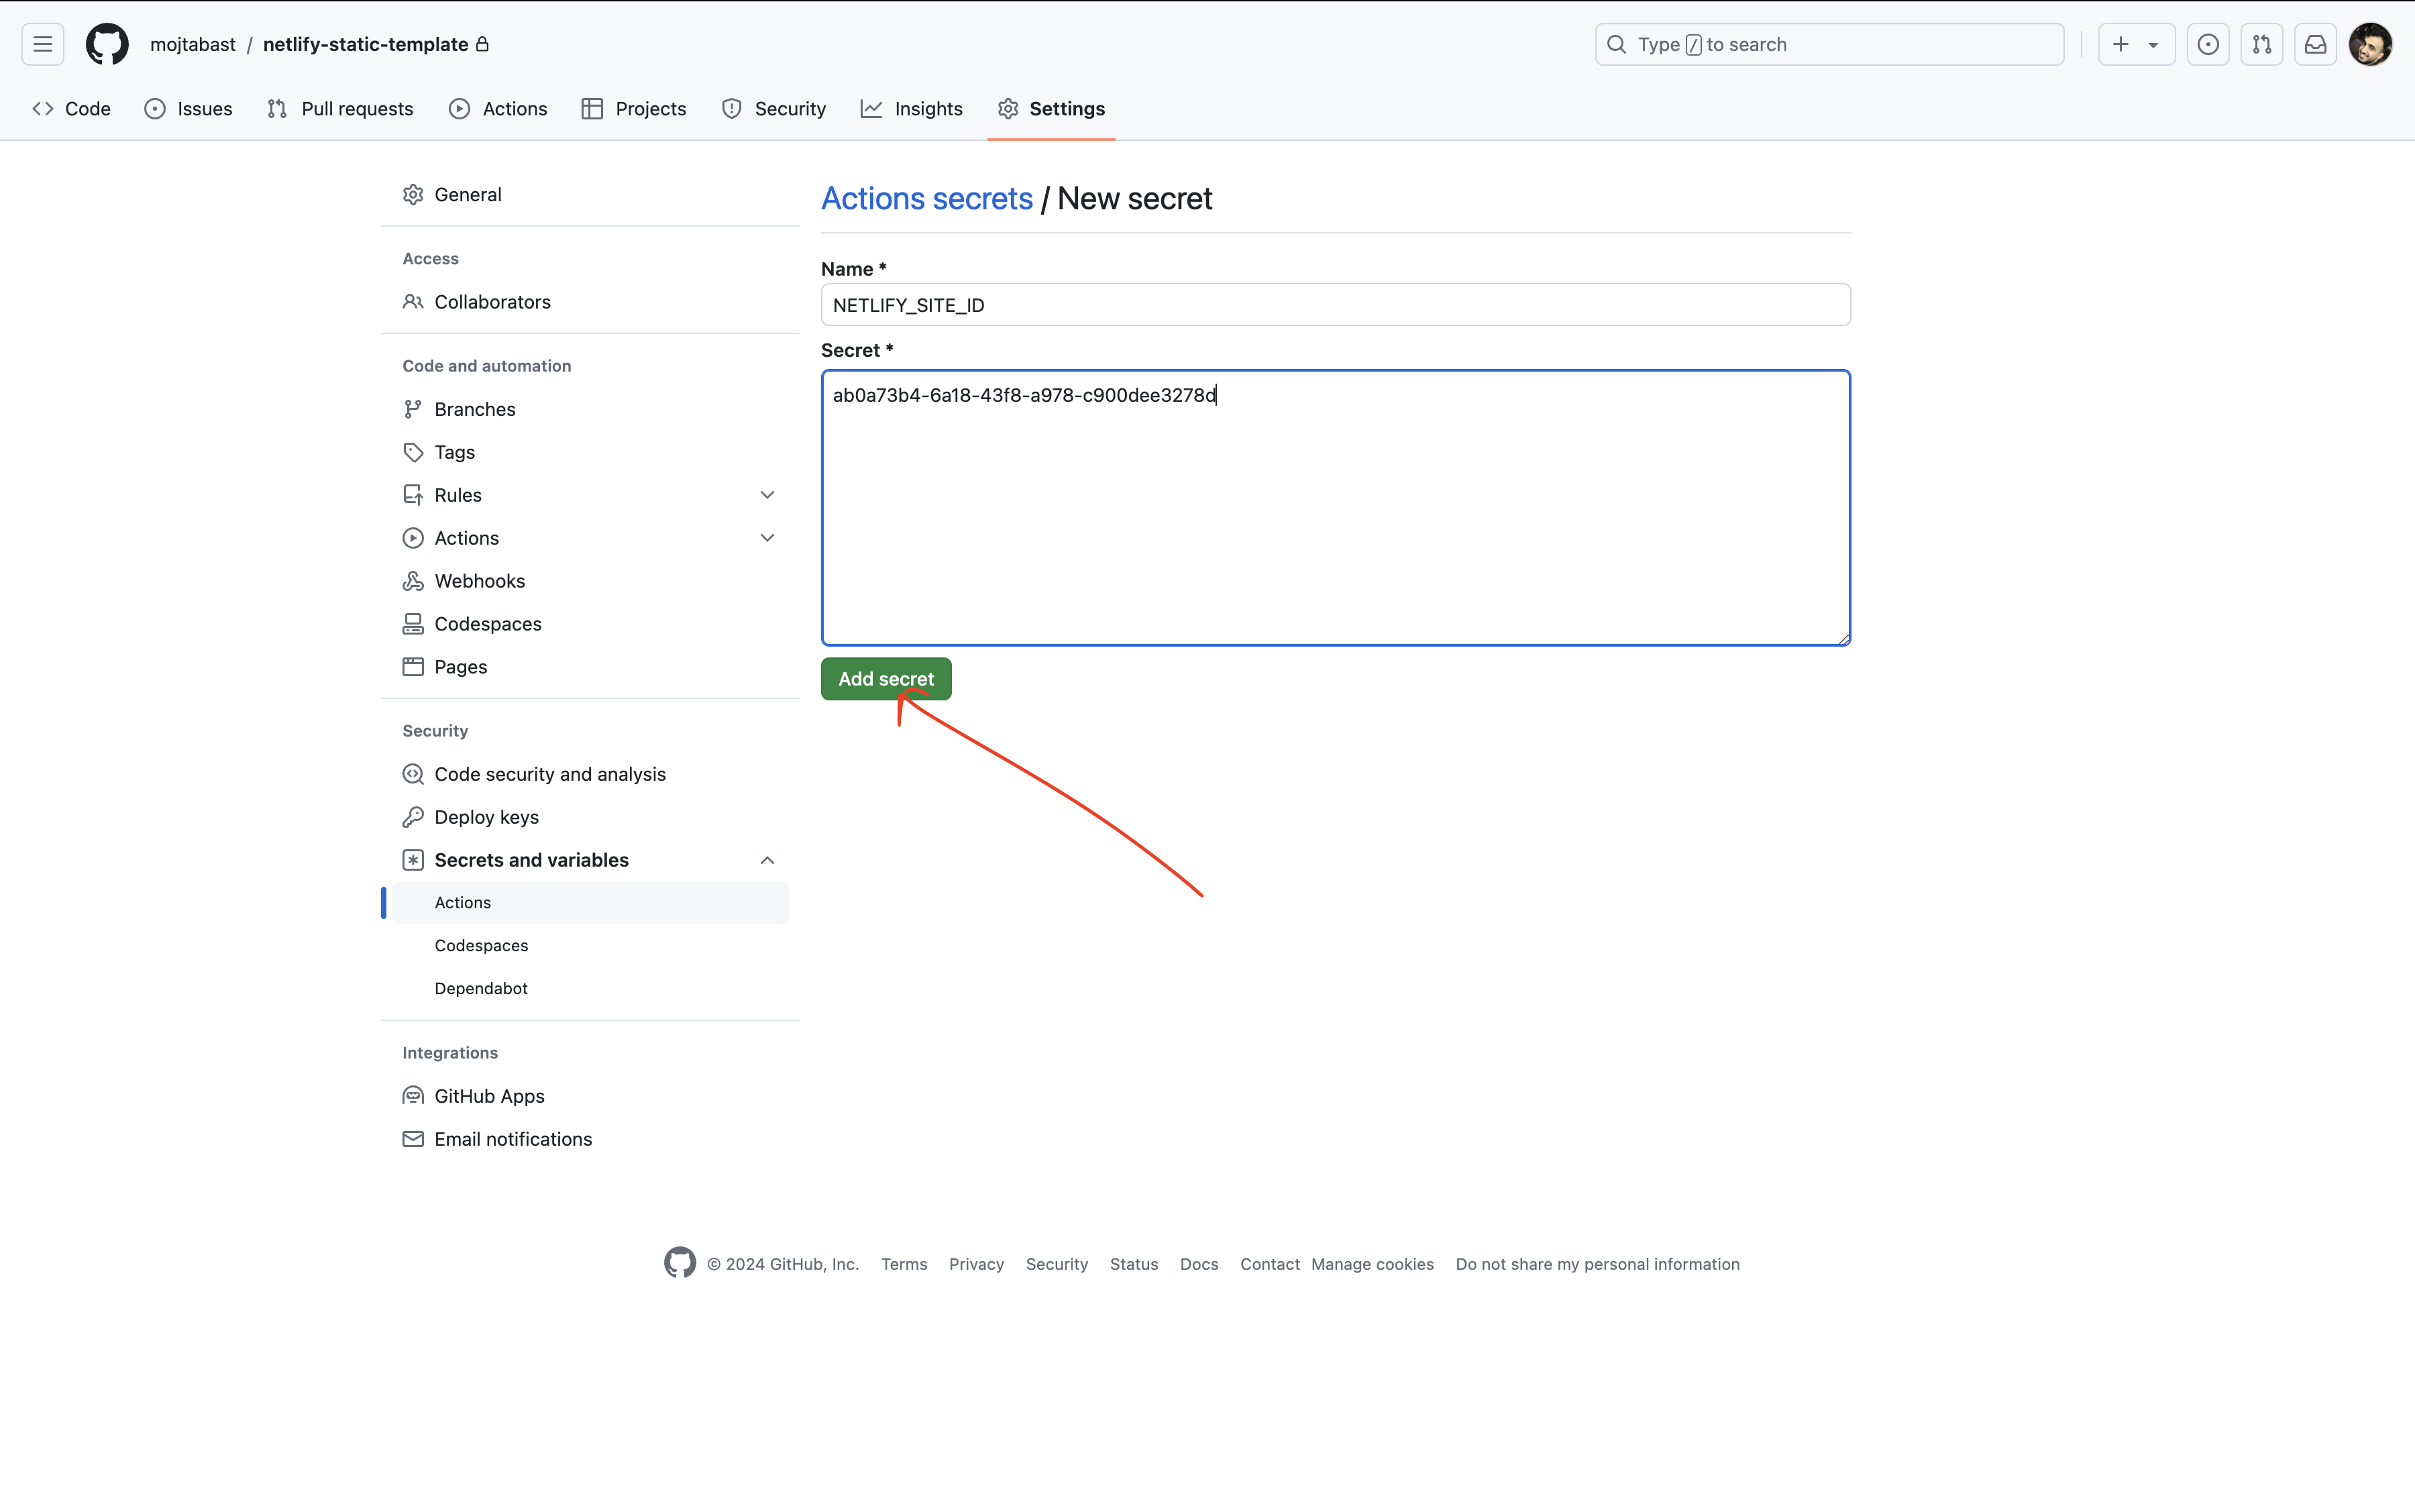 mojtabast / netlify-static-template
Type / to search
Code Issues Pull requests Actions Projects Security Insights Settings
General
Access
Collaborators
Code and automation
Branches
Tags
Rules
Actions
Webhooks
Codespaces
Pages
Security
Code security and analysis
Deploy keys
Secrets and variables
Actions
Codespaces
Dependabot
Integrations
GitHub Apps
Email notifications
Actions secrets / New secret
Name *
NETLIFY_SITE_ID
Secret *
ab0a73b4-6a18-43f8-a978-c900dee3278d
Add secret
© 2024 GitHub, Inc. Terms Privacy Security Status Docs Contact Manage cookies Do not share my personal information